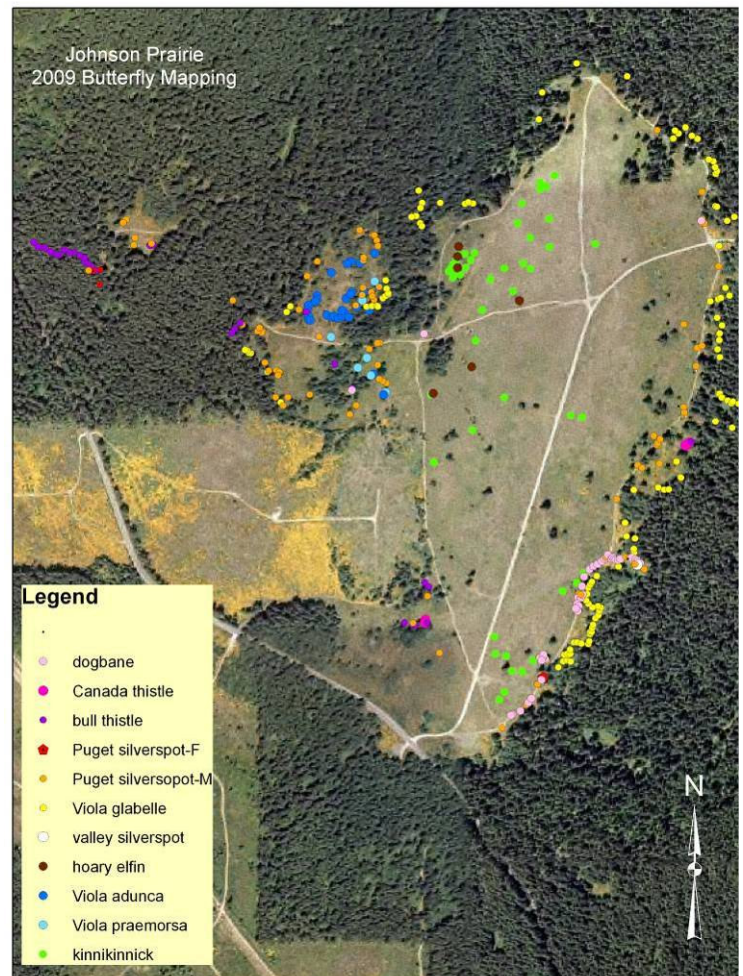 Johnson Prairie
2009 Butterfly Mapping
Legend
dogbane
Canada thistle
bull thistle
Puget silverspot-F
Puget silversopot-M
Viola glabelle
valley silverspot
hoary elfin
Viola adunca
Viola praemorsa
kinnikinnick
N